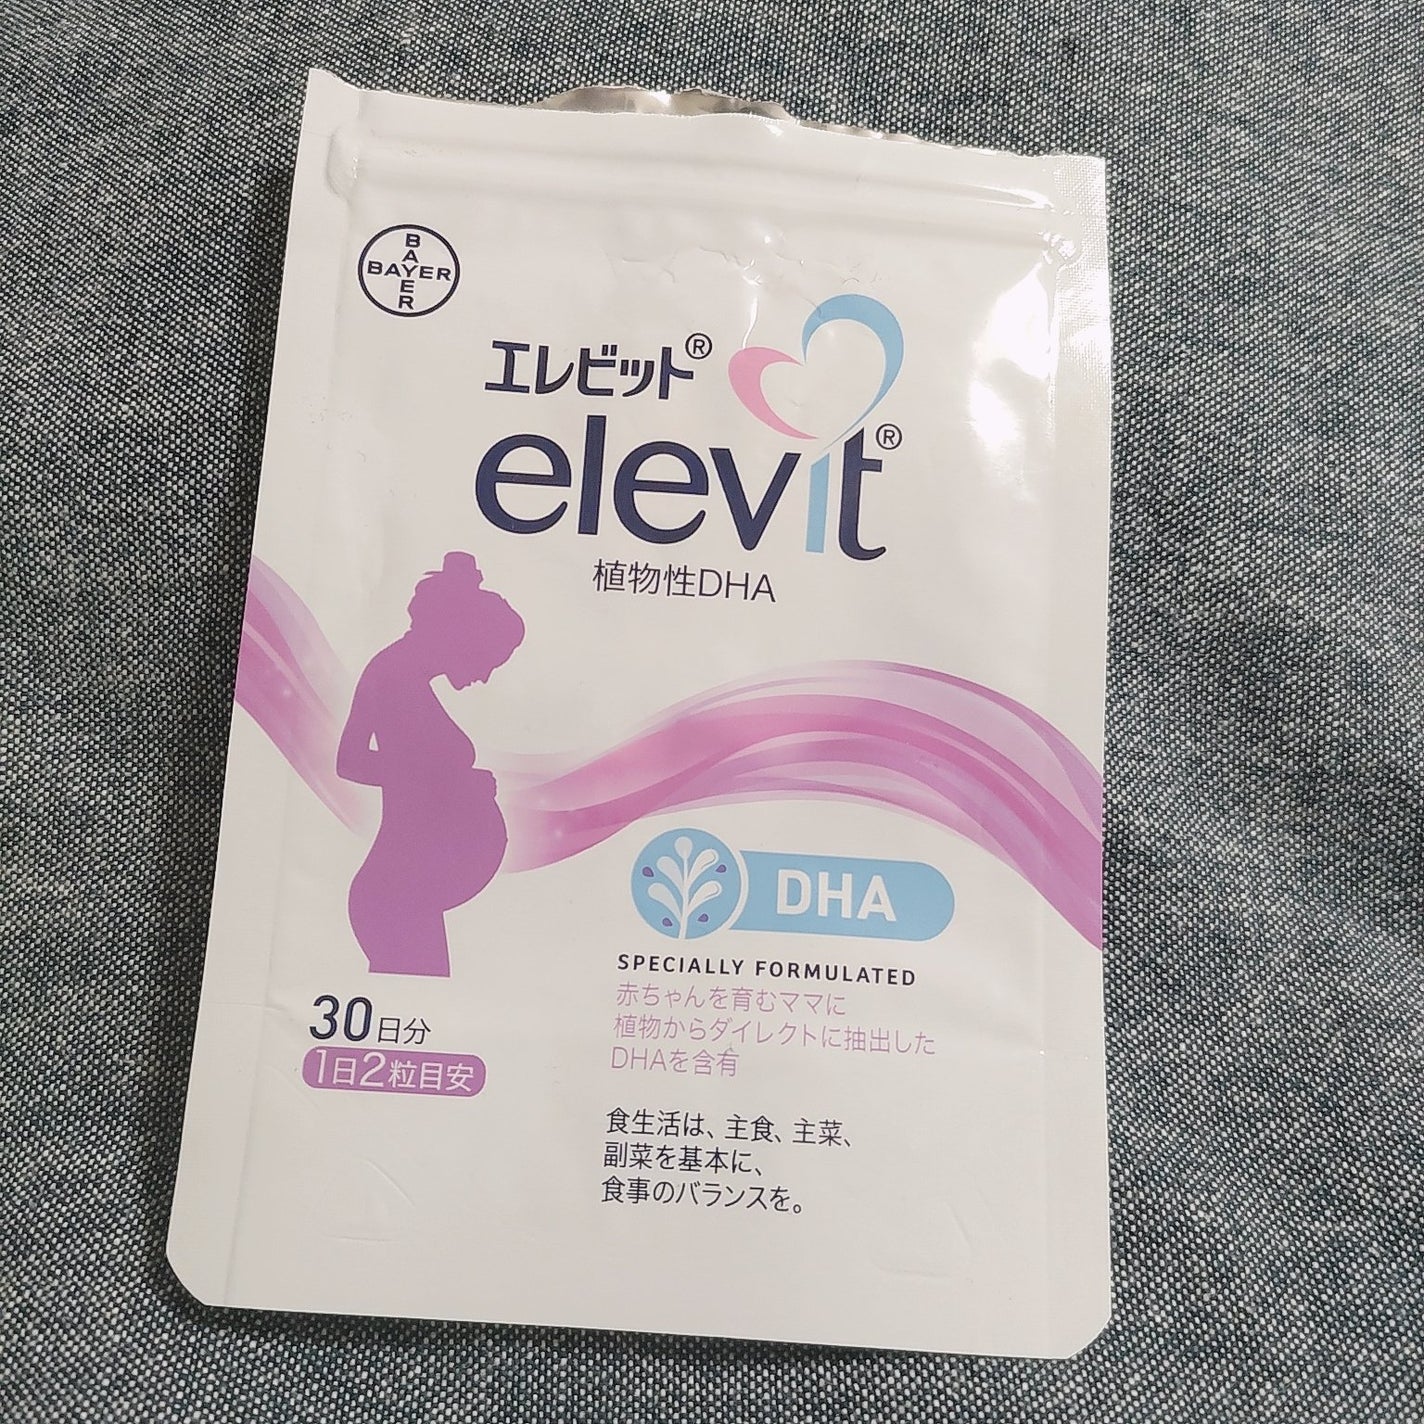 BAYER
BAYER
エレビット®
elevit®
植物性DHA
DHA
SPECIALLY FORMULATED
赤ちゃんを育むママに
植物からダイレクトに抽出した
DHAを含有
30日分
1日2粒目安
食生活は、主食、主菜、
副菜を基本に、
食事のバランスを。